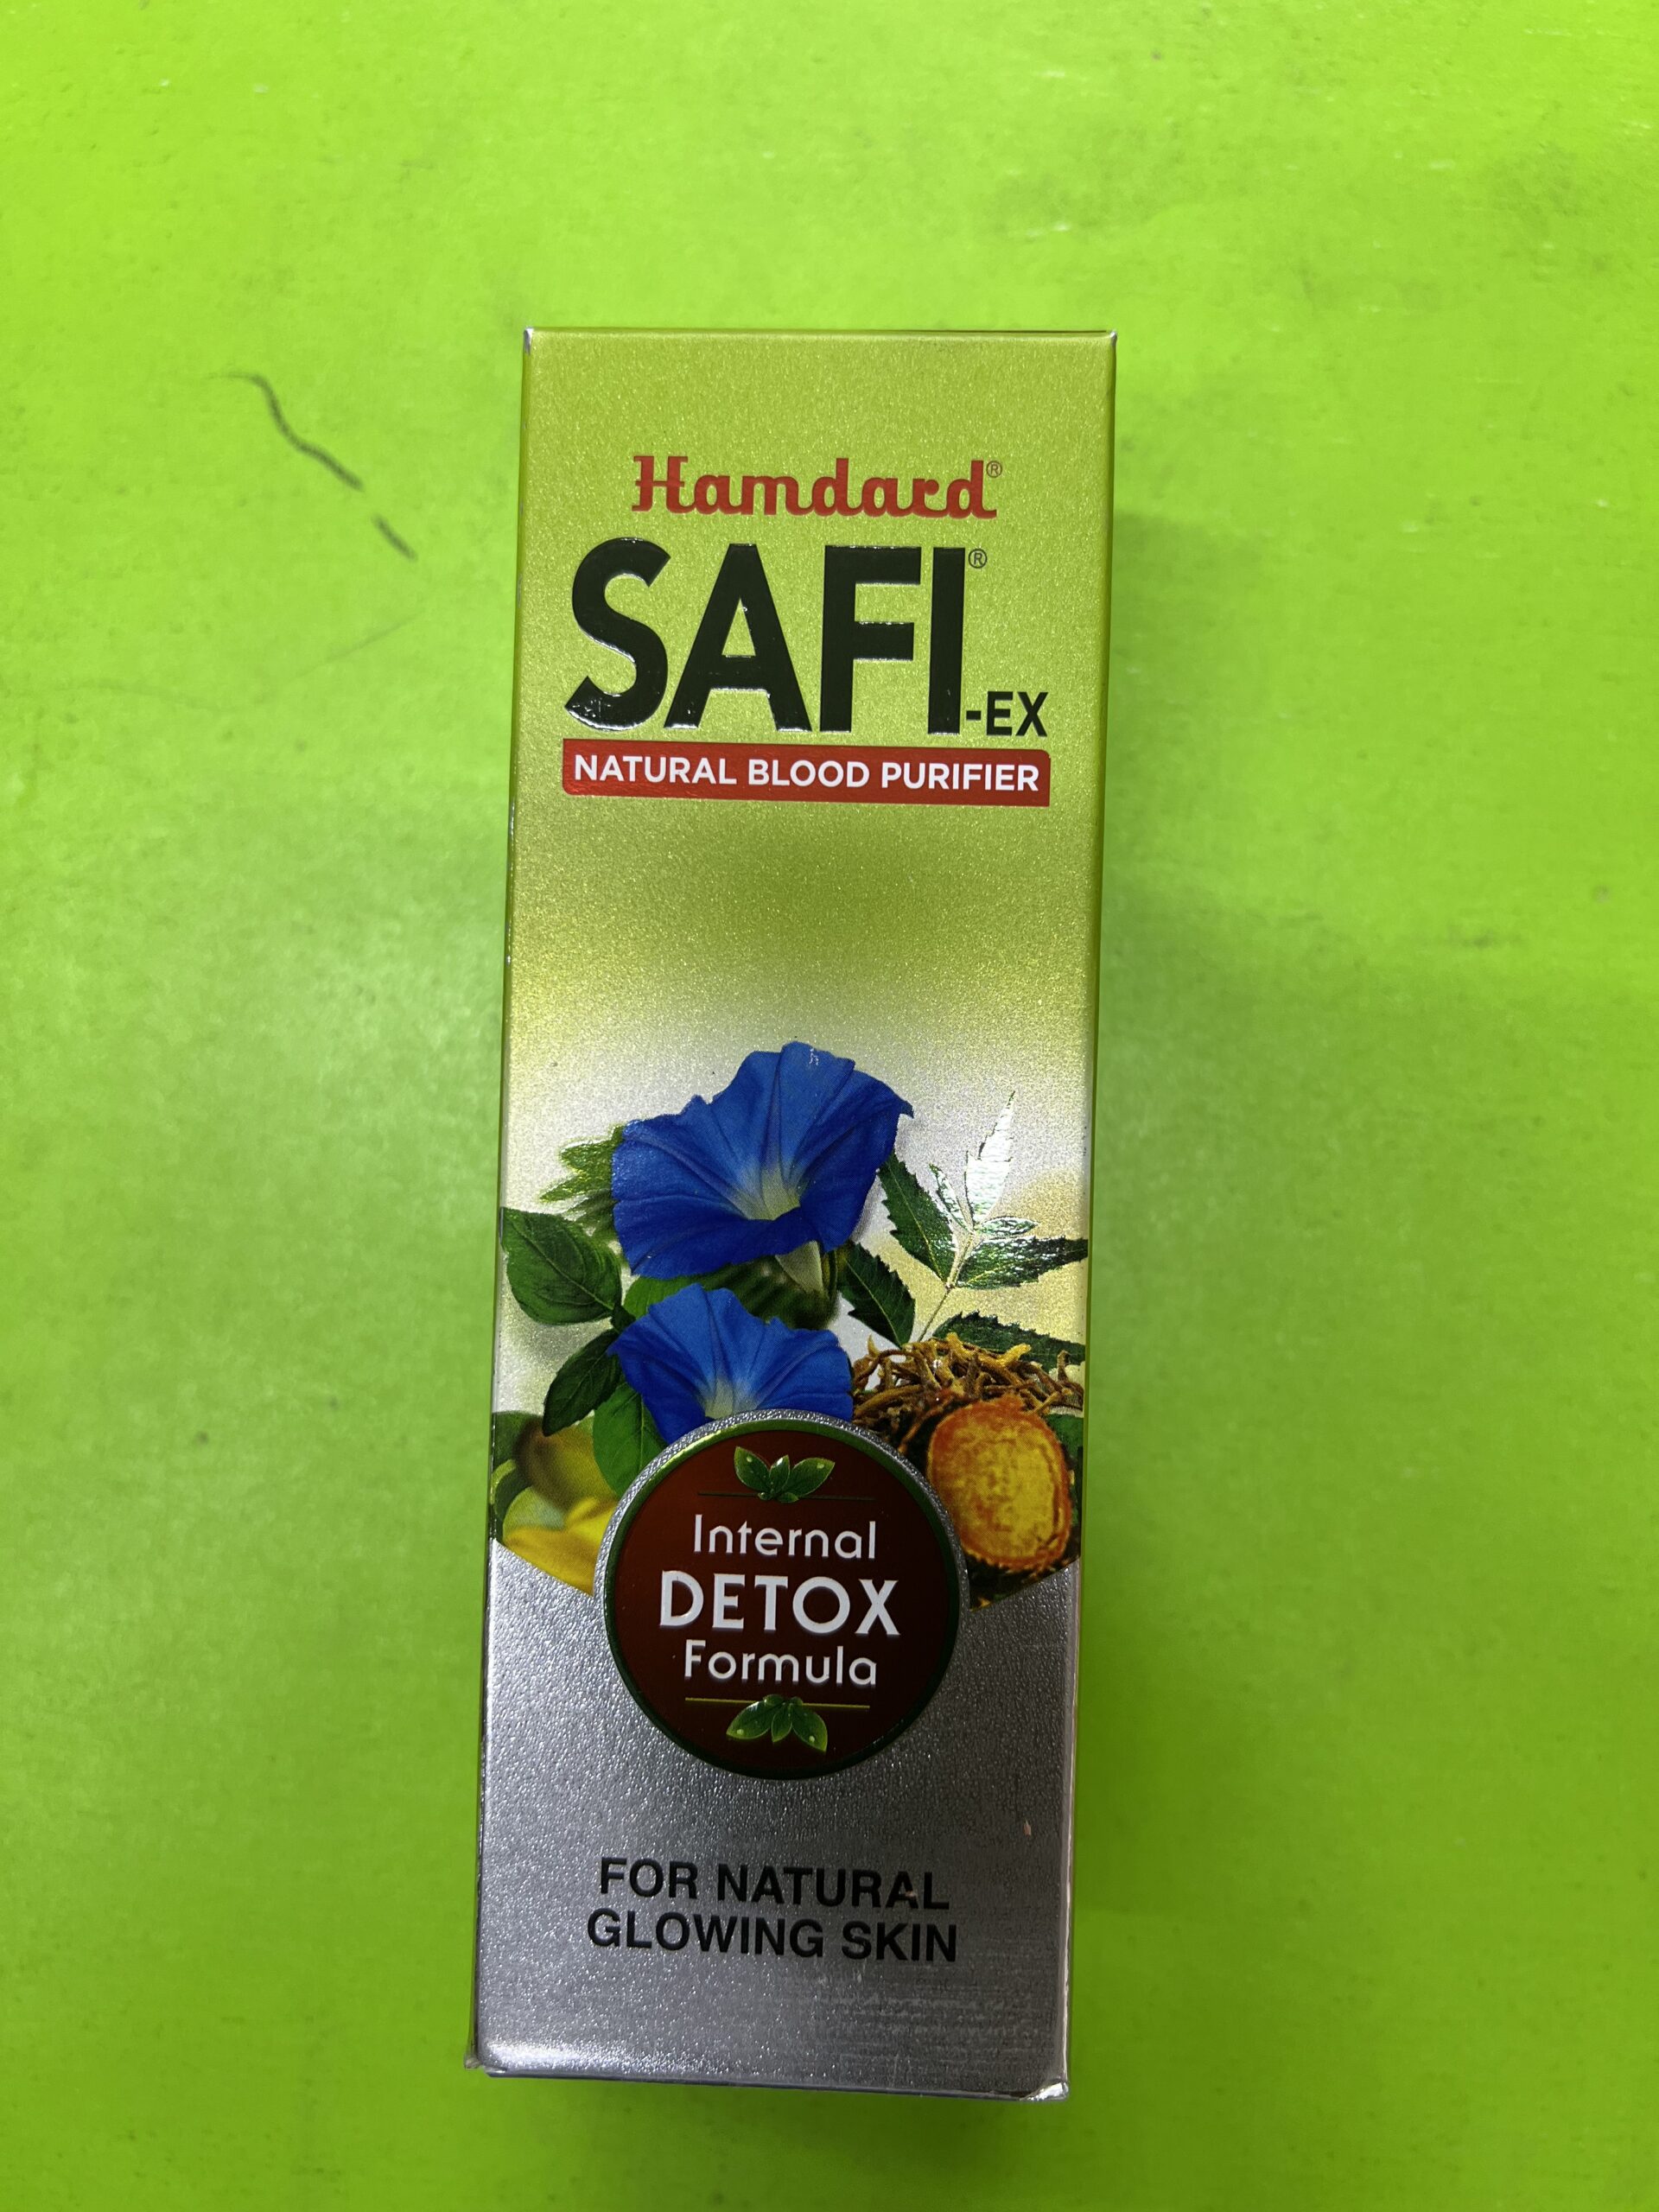 Hamdard®
SAFI®-EX
NATURAL BLOOD PURIFIER
Internal
DETOX
Formula
FOR NATURAL
GLOWING SKIN